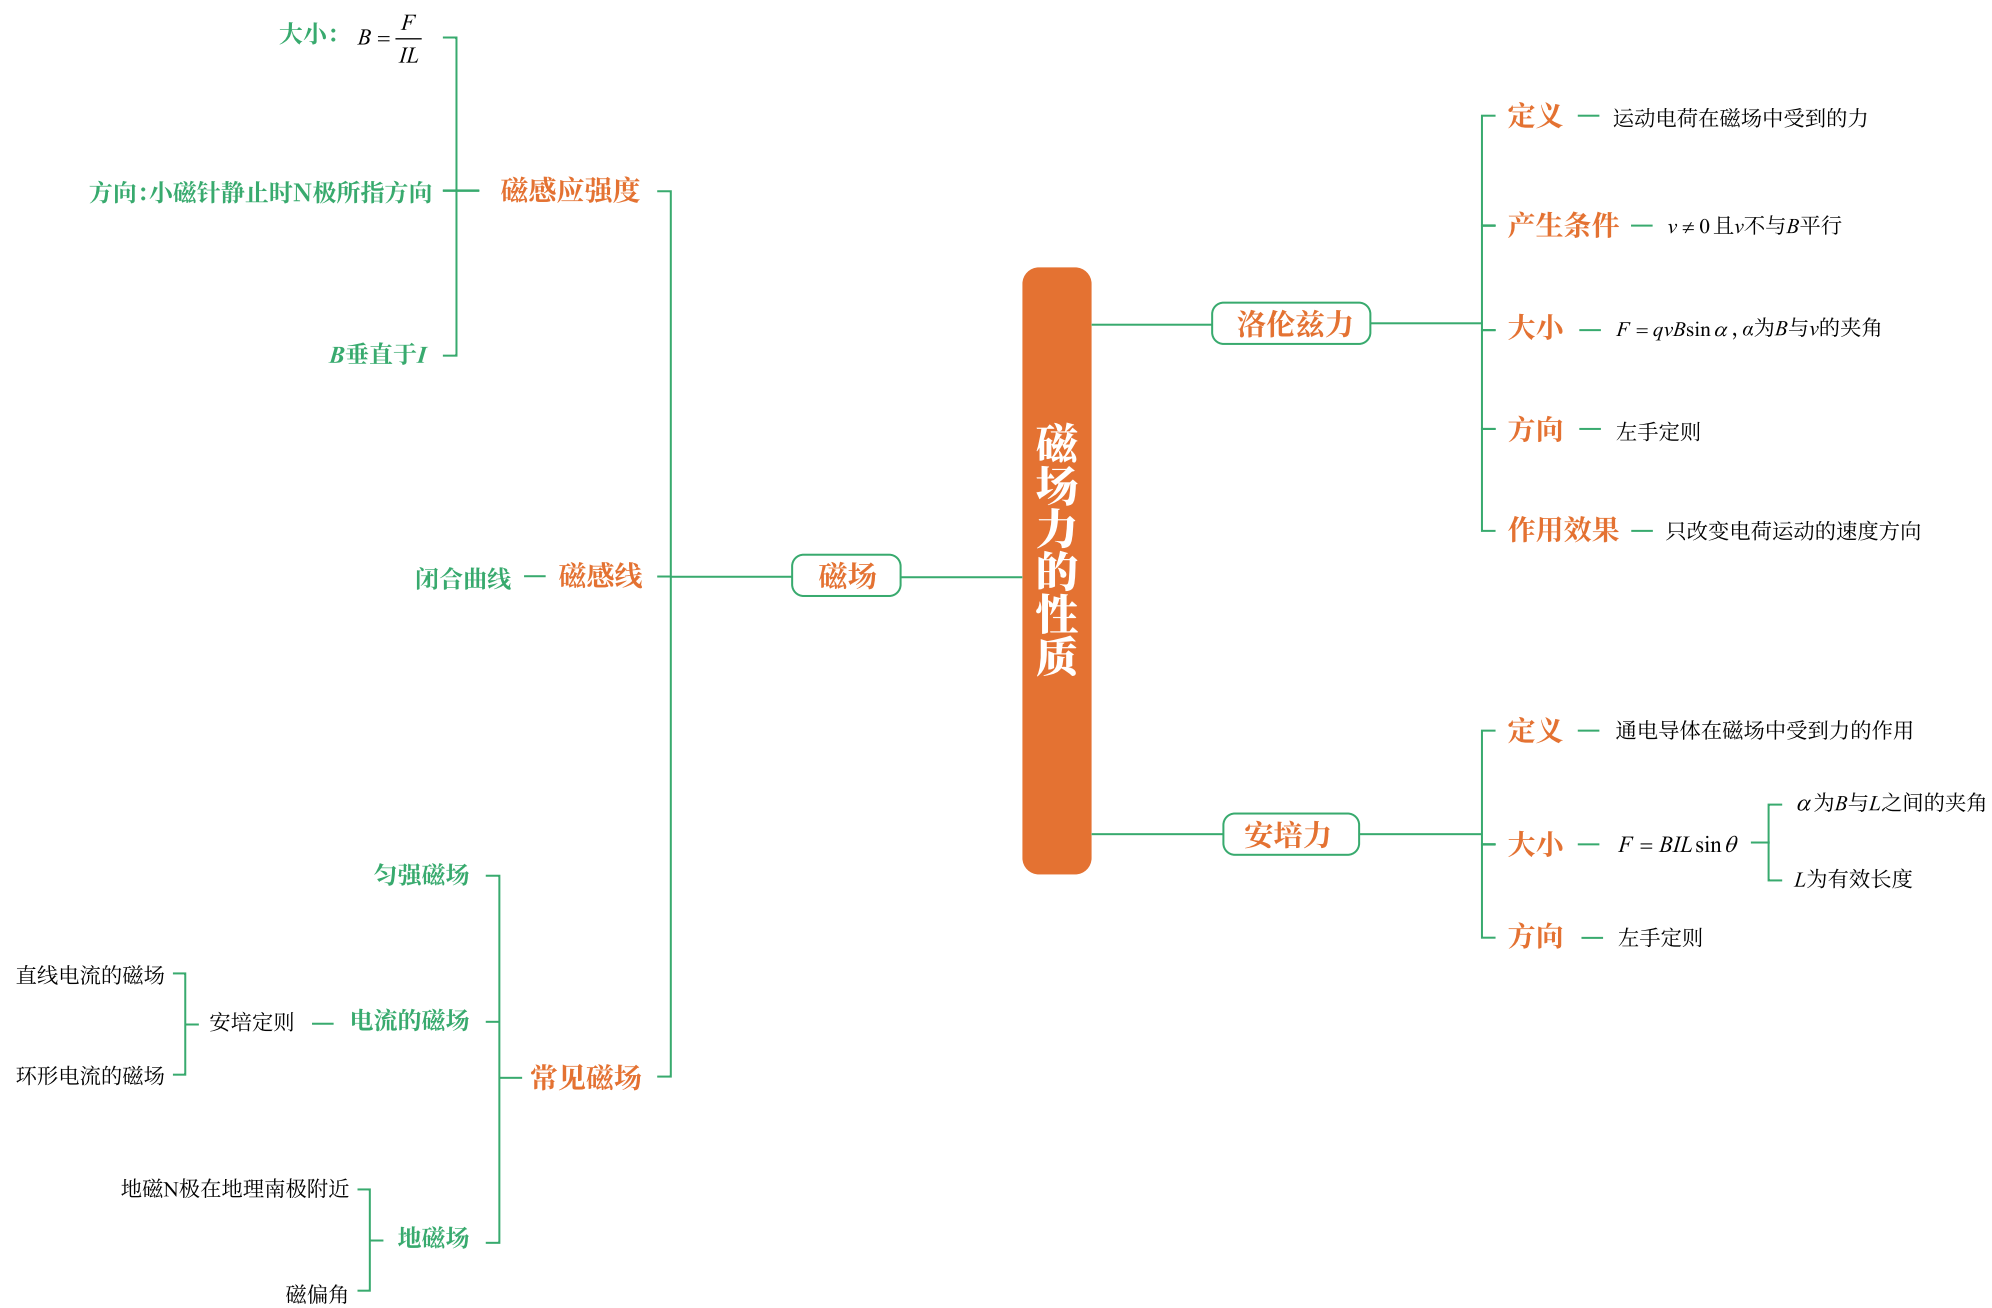 磁场力的性质
磁场
磁感应强度
大小： B = F/IL
方向：小磁针静止时N极所指方向
B垂直于I
磁感线
闭合曲线
常见磁场
匀强磁场
电流的磁场
安培定则
直线电流的磁场
环形电流的磁场
地磁场
地磁N极在地理南极附近
磁偏角
洛伦兹力
定义
运动电荷在磁场中受到的力
产生条件
v ≠ 0 且v不与B平行
大小
F = qvBsin α , α为B与v的夹角
方向
左手定则
作用效果
只改变电荷运动的速度方向
安培力
定义
通电导体在磁场中受到力的作用
大小
F = BIL sin θ
α 为B与L之间的夹角
L为有效长度
方向
左手定则